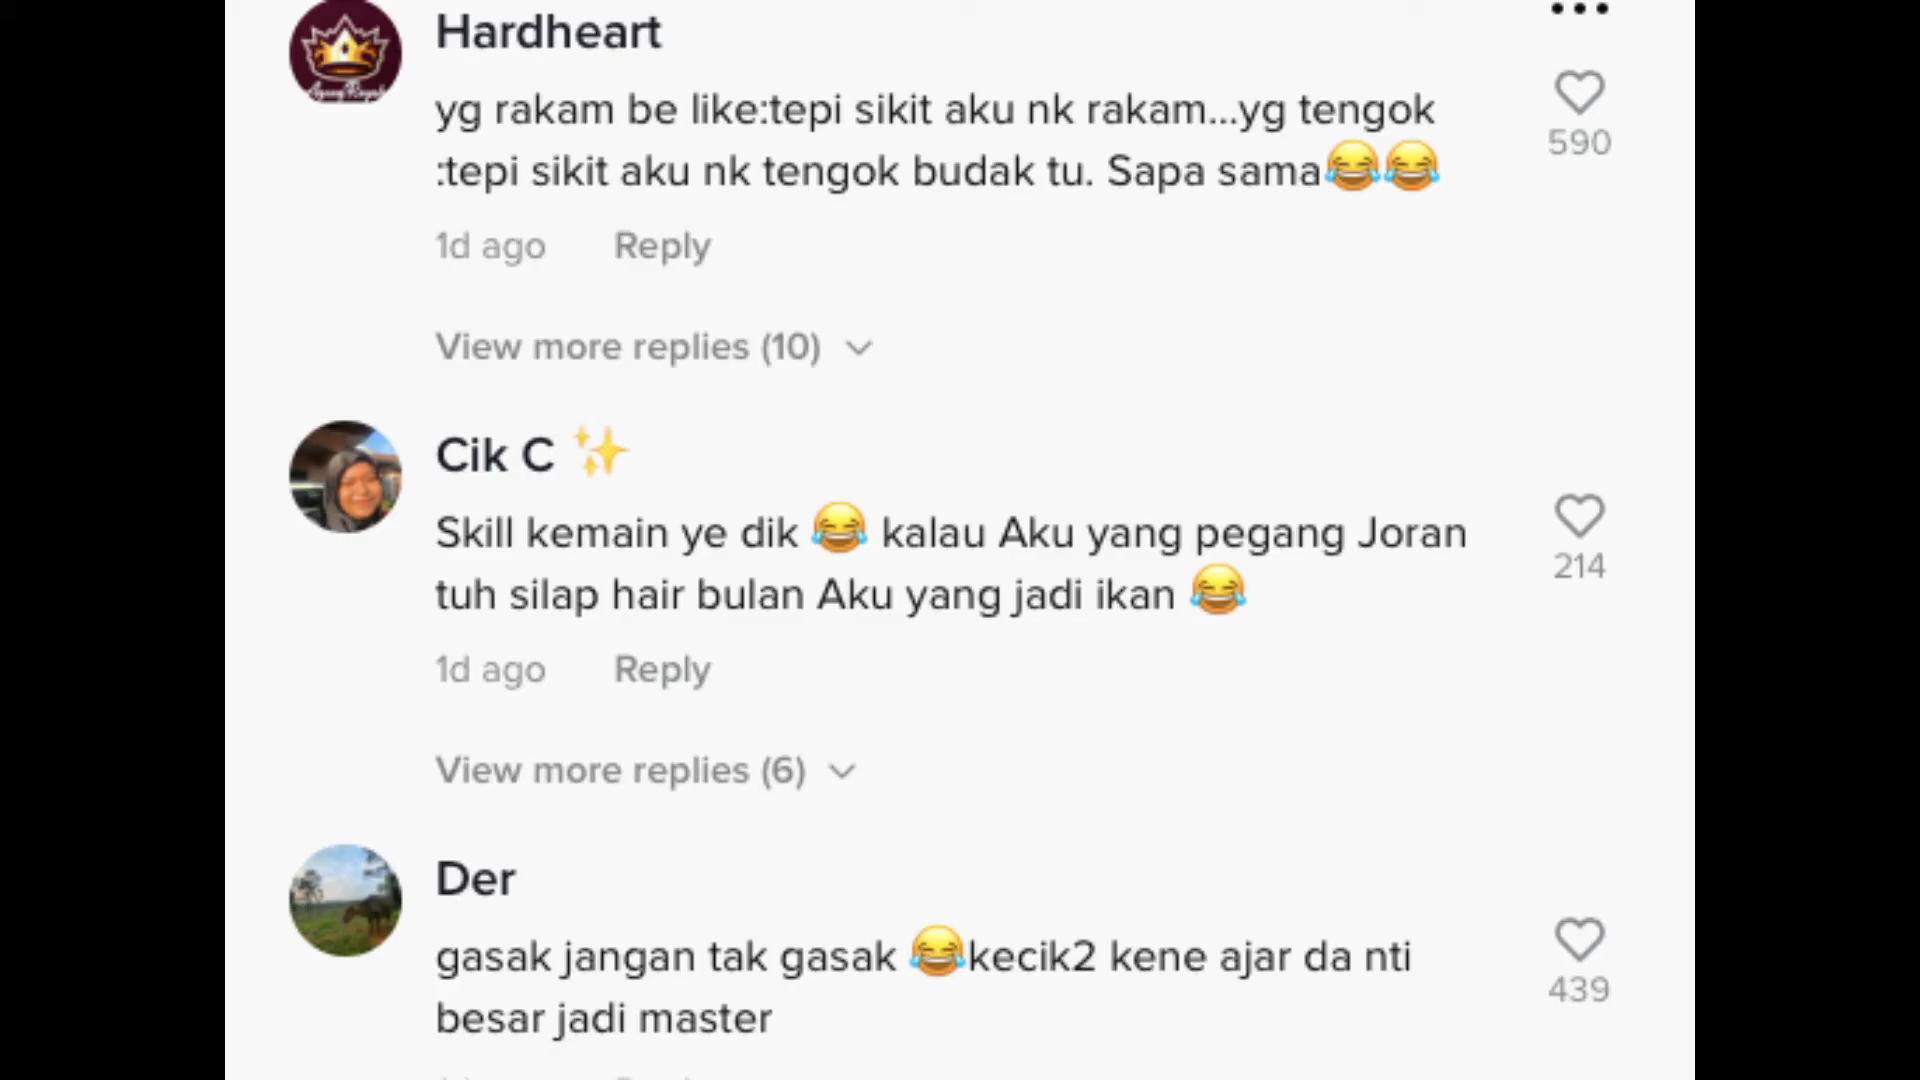 Hardheart
yg rakam be like:tepi sikit aku nk rakam...yg tengok
:tepi sikit aku nk tengok budak tu. Sapa sama😂😂
590
1d ago Reply
View more replies (10)
Cik C ✨
Skill kemain ye dik 😂 kalau Aku yang pegang Joran
tuh silap hair bulan Aku yang jadi ikan 😂
214
1d ago Reply
View more replies (6)
Der
gasak jangan tak gasak 😂kecik2 kene ajar da nti
besar jadi master
439